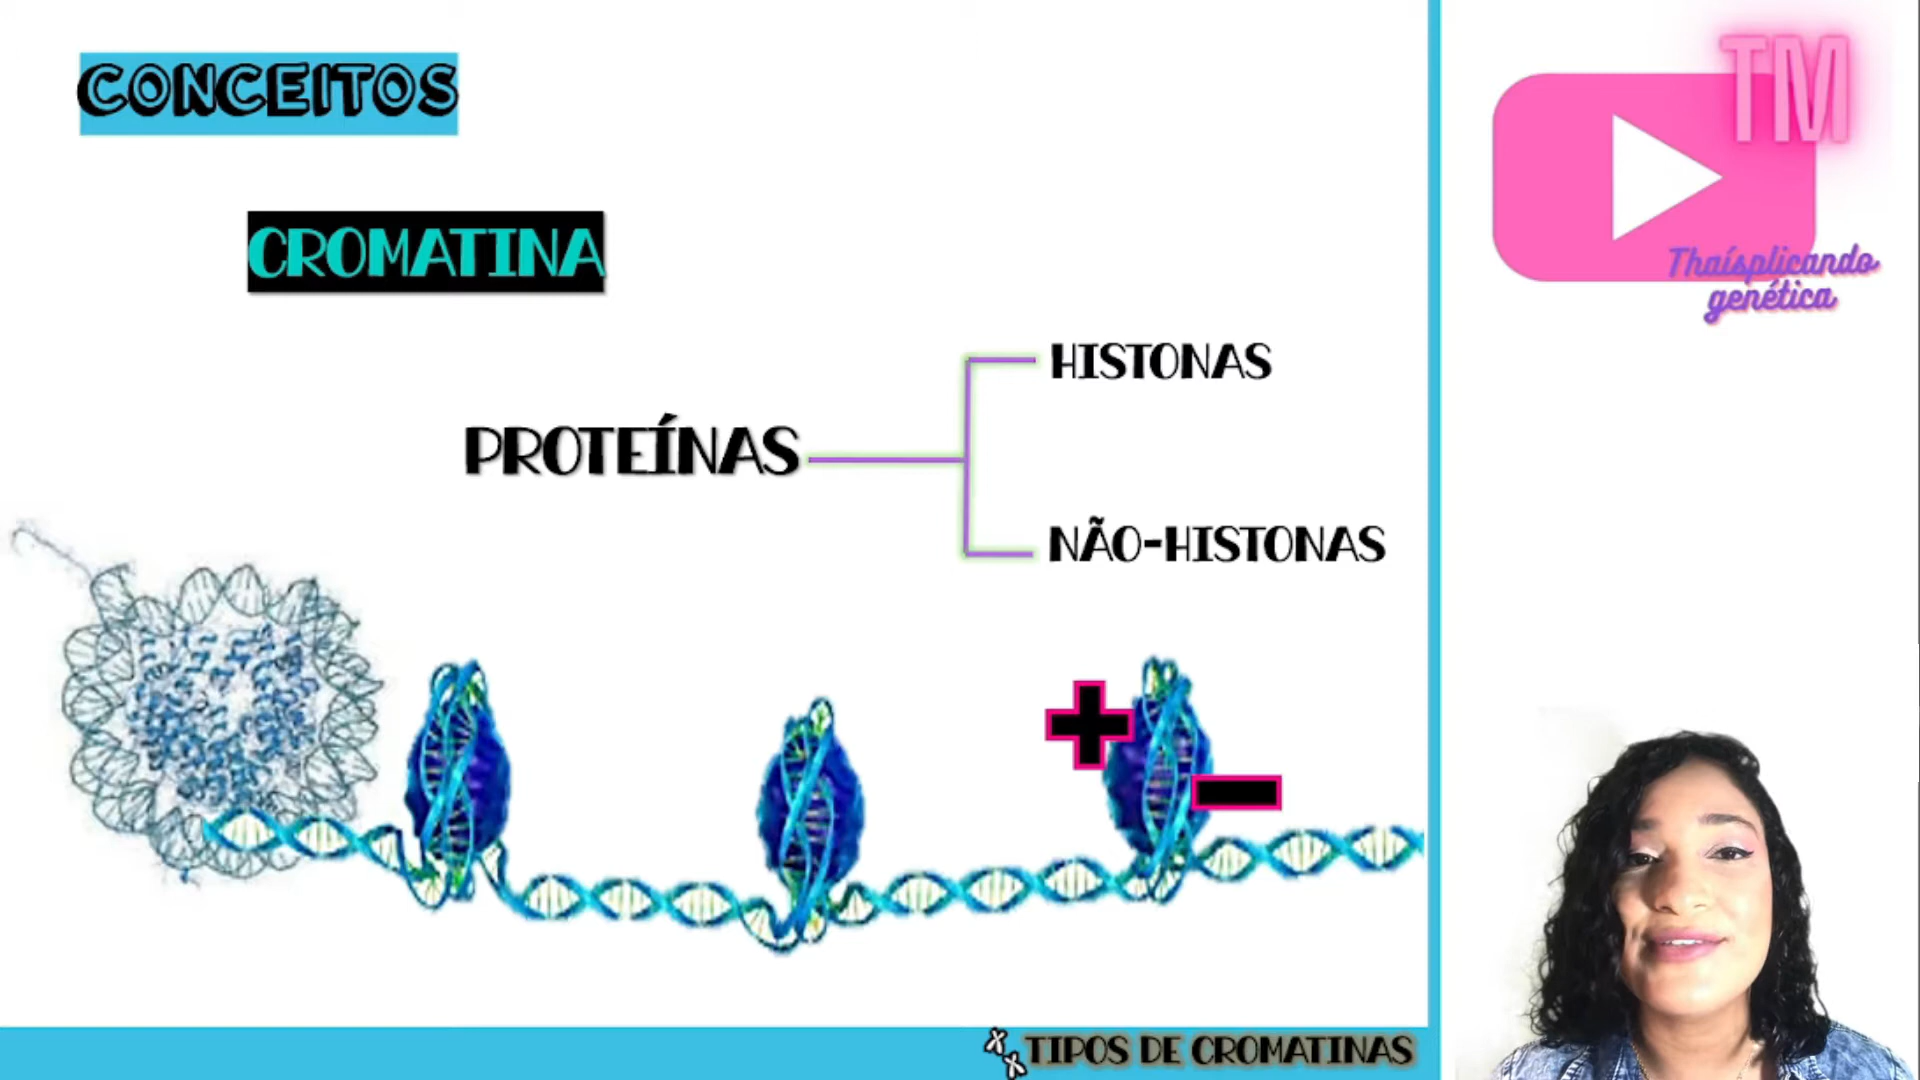 CONCEITOS
CROMATINA
PROTEÍNAS
HISTONAS
NÃO-HISTONAS
TIPOS DE CROMATINAS
TM
Thaísplicando
genética